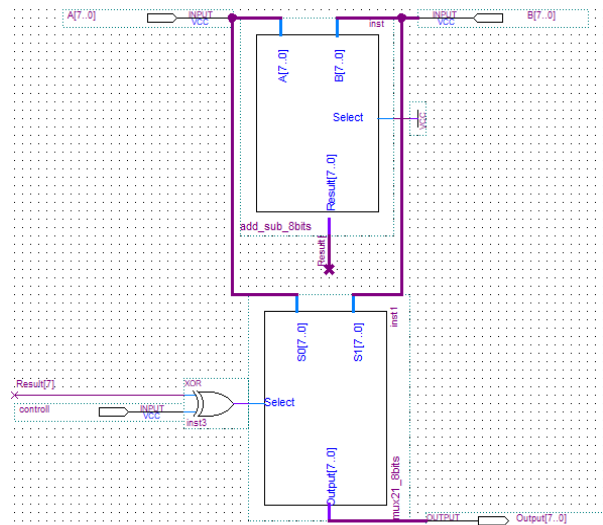 A[7..0]
INPUT
VCC
inst
INPUT
VCC
B[7..0]
A[7..0]
B[7..0]
Select
VCC
Result[7..0]
add_sub_8bits
inst1
S0[7..0]
S1[7..0]
Result[7]
XOR
controll
INPUT
VCC
inst3
Select
Output[7..0]
mux21_8bits
OUTPUT
Output[7..0]